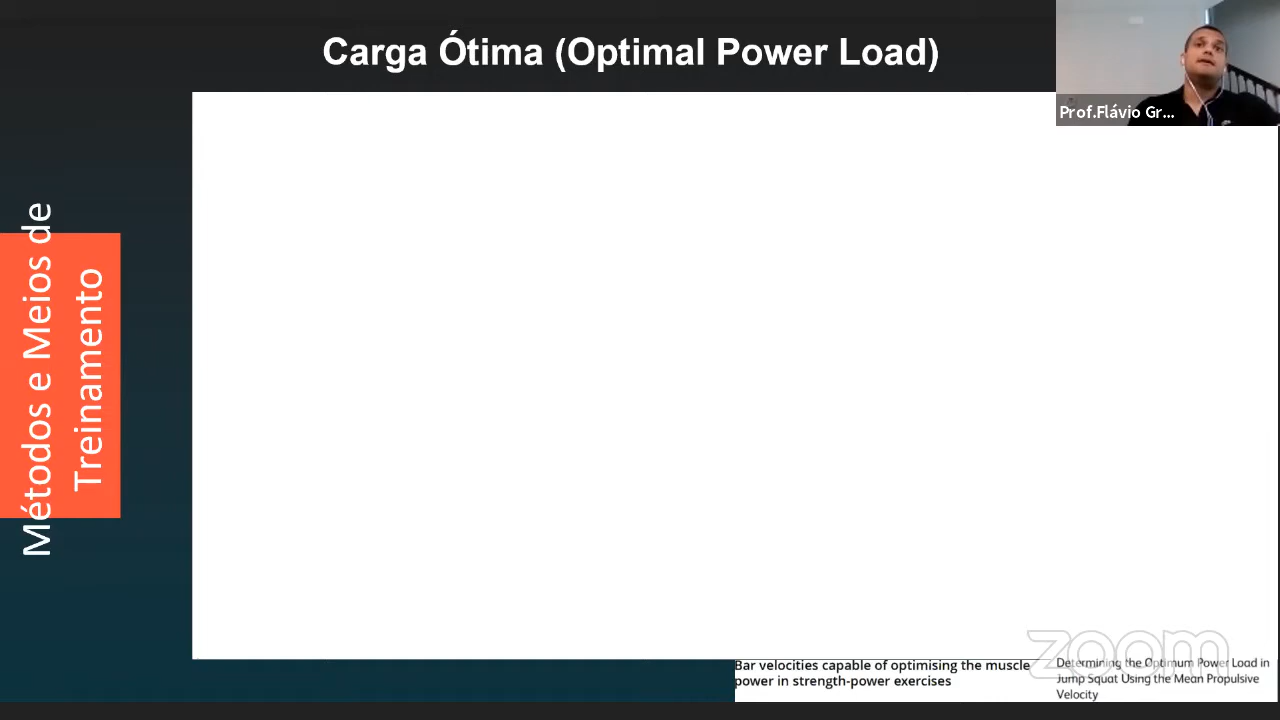 Carga Ótima (Optimal Power Load)
Prof.Flávio Gr...
Métodos e Meios de
Treinamento
zoom
Bar velocities capable of optimising the muscle
power in strength-power exercises
Determining the Optimum Power Load in
Jump Squat Using the Mean Propulsive
Velocity